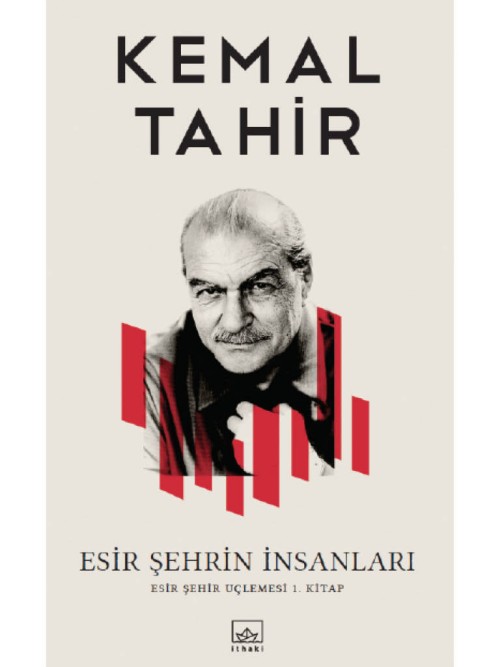 KEMAL
TAHİR
ESİR ŞEHRİN İNSANLARI
ESİR ŞEHİR ÜÇLEMESİ 1. KİTAP
ithaki